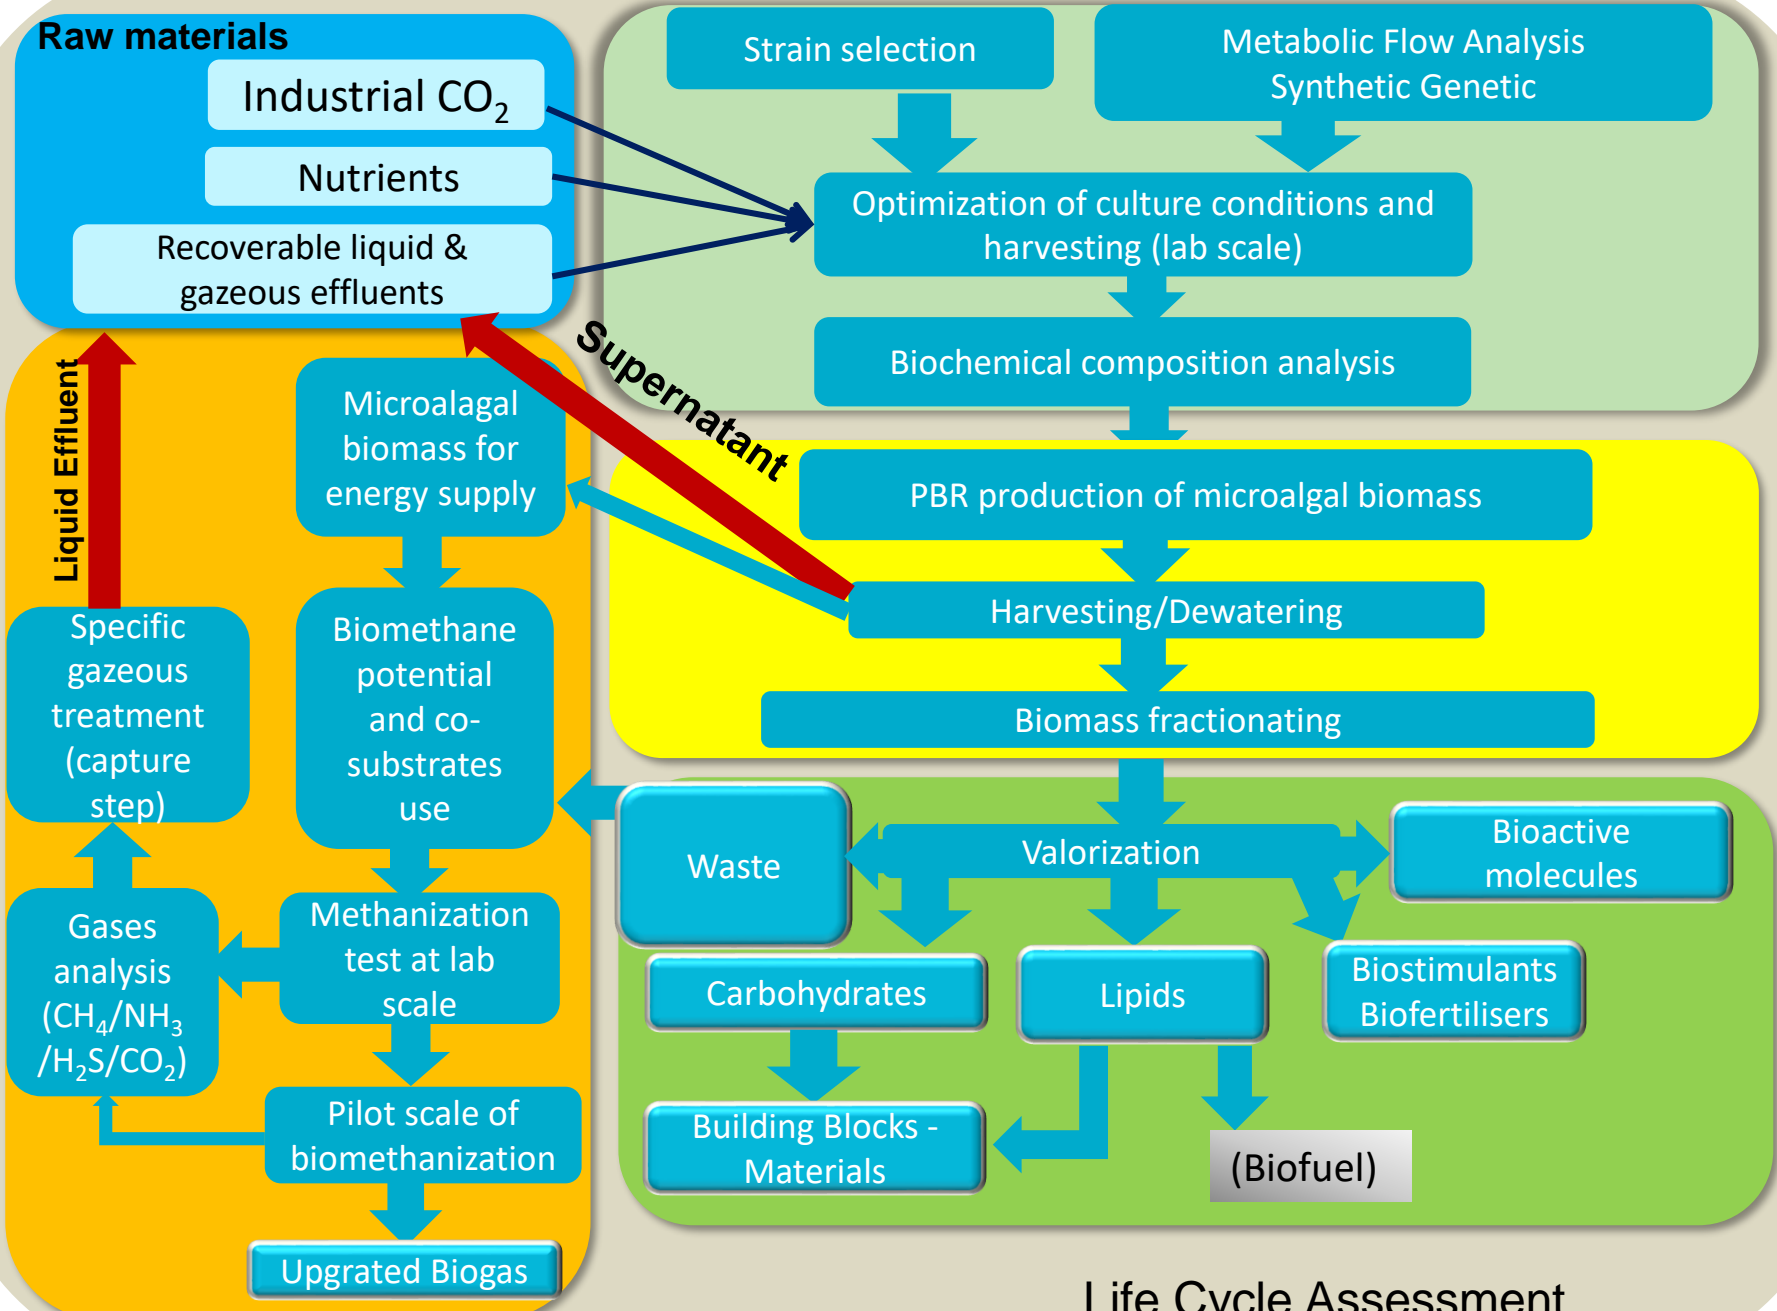 Raw materials
Industrial CO₂
Nutrients
Recoverable liquid &
gazeous effluents
Strain selection
Metabolic Flow Analysis
Synthetic Genetic
Optimization of culture conditions and
harvesting (lab scale)
Biochemical composition analysis
Supernatant
Liquid Effluent
Microalagal
biomass for
energy supply
PBR production of microalgal biomass
Harvesting/Dewatering
Biomass fractionating
Specific
gazeous
treatment
(capture
step)
Biomethane
potential
and co-
substrates
use
Waste
Valorization
Bioactive
molecules
Gases
analysis
(CH₄/NH₃
/H₂S/CO₂)
Methanization
test at lab
scale
Carbohydrates
Lipids
Biostimulants
Biofertilisers
Pilot scale of
biomethanization
Building Blocks -
Materials
(Biofuel)
Upgrated Biogas
Life Cycle Assessment